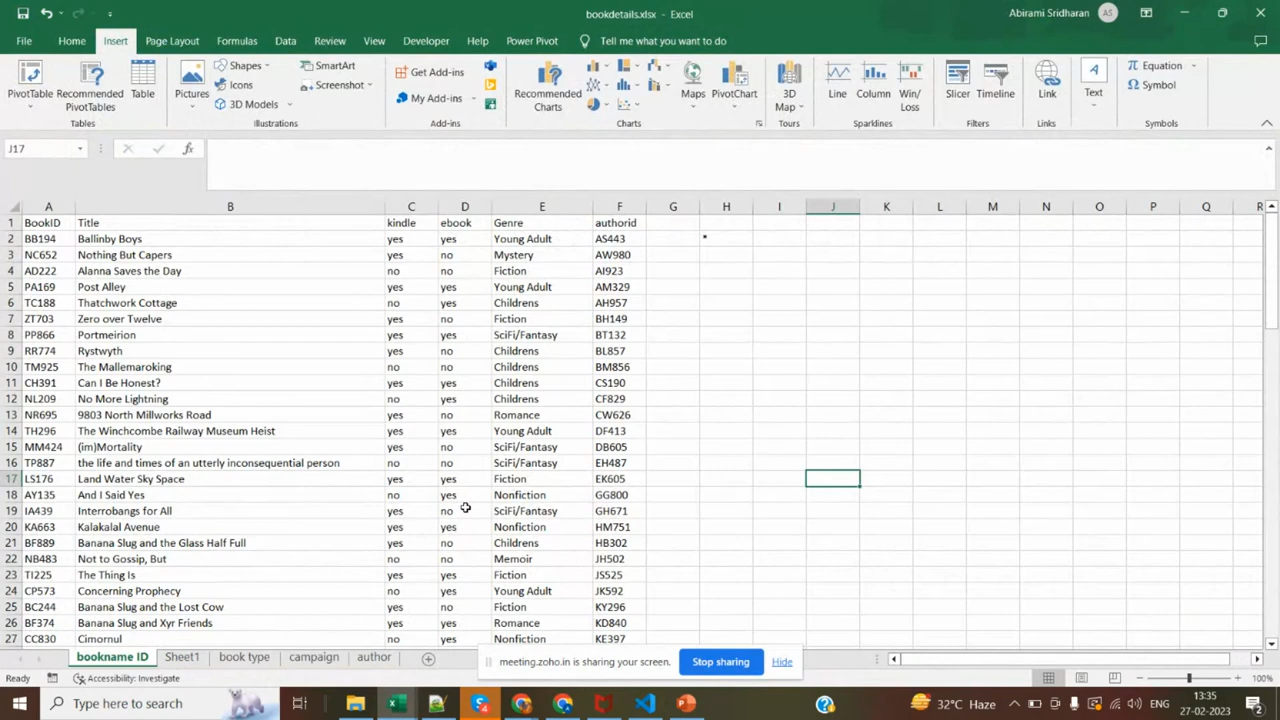 bookdetails.xlsx - Excel
Abirami Sridharan AS
File Home Insert Page Layout Formulas Data Review View Developer Help Power Pivot Tell me what you want to do
PivotTable Recommended PivotTables Table
Tables
Pictures Shapes Icons 3D Models SmartArt Screenshot
Illustrations
Get Add-ins
My Add-ins
Add-ins
Recommended Charts Maps PivotChart
Charts
3D Map
Tours
Line Column Win/Loss
Sparklines
Slicer Timeline
Filters
Link
Links
Text
Equation
Symbol
Symbols
J17 fx
A B C D E F G H I J K L M N O P Q R
1 BookID Title kindle ebook Genre authorid
2 BB194 Ballinby Boys yes yes Young Adult AS443 *
3 NC652 Nothing But Capers yes no Mystery AW980
4 AD222 Alanna Saves the Day no no Fiction AI923
5 PA169 Post Alley yes yes Young Adult AM329
6 TC188 Thatchwork Cottage no yes Childrens AH957
7 ZT703 Zero over Twelve yes no Fiction BH149
8 PP866 Portmeirion yes yes SciFi/Fantasy BT132
9 RR774 Rystwyth yes no Childrens BL857
10 TM925 The Mallemaroking no no Childrens BM856
11 CH391 Can I Be Honest? yes yes Childrens CS190
12 NL209 No More Lightning no yes Childrens CF829
13 NR695 9803 North Millworks Road yes no Romance CW626
14 TH296 The Winchcombe Railway Museum Heist yes yes Young Adult DF413
15 MM424 (im)Mortality yes no SciFi/Fantasy DB605
16 TP887 the life and times of an utterly inconsequential person no no SciFi/Fantasy EH487
17 LS176 Land Water Sky Space yes yes Fiction EK605
18 AY135 And I Said Yes no yes Nonfiction GG800
19 IA439 Interrobangs for All yes no SciFi/Fantasy GH671
20 KA663 Kalakalal Avenue yes yes Nonfiction HM751
21 BF889 Banana Slug and the Glass Half Full yes no Childrens HB302
22 NB483 Not to Gossip, But no no Memoir JH502
23 TI225 The Thing Is yes yes Fiction JS525
24 CP573 Concerning Prophecy no yes Young Adult JK592
25 BC244 Banana Slug and the Lost Cow yes no Fiction KY296
26 BF374 Banana Slug and Xyr Friends yes yes Romance KD840
27 CC830 Cimornul no yes Nonfiction KE397
bookname ID Sheet1 book type campaign author
meeting.zoho.in is sharing your screen. Stop sharing Hide
Ready Accessibility: Investigate 100%
Type here to search
32°C Haze ENG 13:35
27-02-2023 2